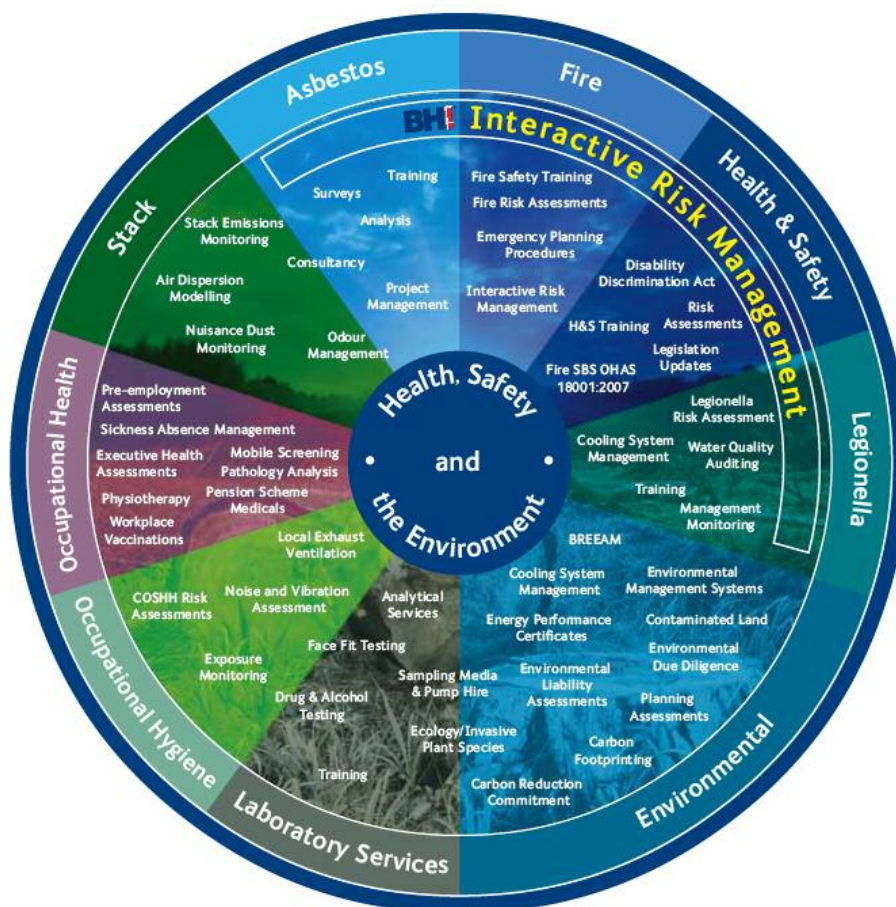 Asbestos
Fire
Health & Safety
Legionella
Environmental
Laboratory Services
Occupational Hygiene
Occupational Health
Stack
BHI Interactive Risk Management
Training
Surveys
Analysis
Consultancy
Project
Management
Fire Safety Training
Fire Risk Assessments
Emergency Planning
Procedures
Interactive Risk
Management
Disability
Discrimination Act
Risk
Assessments
H&S Training
Legislation
Updates
Fire SBS OHAS
18001:2007
Legionella
Risk Assessment
Cooling System
Management
Water Quality
Auditing
Training
Management
Monitoring
BREEAM
Cooling System
Management
Environmental
Management Systems
Energy Performance
Certificates
Contaminated Land
Environmental
Due Diligence
Environmental
Liability
Assessments
Planning
Assessments
Carbon
Footprinting
Carbon Reduction
Commitment
Analytical
Services
Face Fit Testing
Sampling Media
& Pump Hire
Drug & Alcohol
Testing
Ecology/Invasive
Plant Species
Training
Local Exhaust
Ventilation
COSHH Risk
Assessments
Noise and Vibration
Assessment
Exposure
Monitoring
Pre-employment
Assessments
Sickness Absence Management
Executive Health
Assessments
Mobile Screening
Pathology Analysis
Physiotherapy
Pension Scheme
Medicals
Workplace
Vaccinations
Stack Emissions
Monitoring
Air Dispersion
Modelling
Nuisance Dust
Monitoring
Odour
Management
Health, Safety
and
the Environment